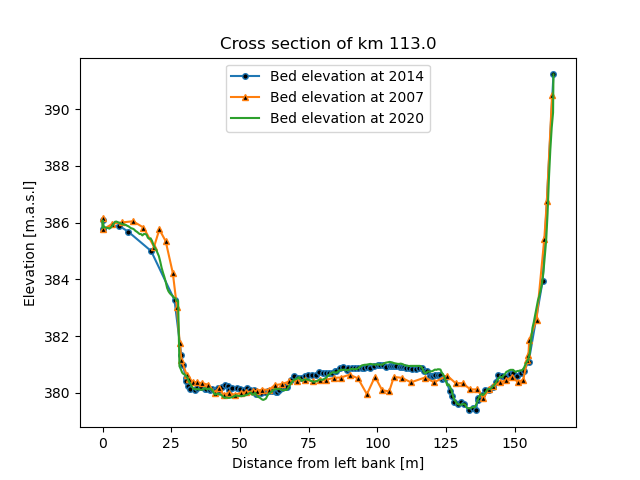 Cross section of km 113.0
Bed elevation at 2014
Bed elevation at 2007
Bed elevation at 2020
Elevation [m.a.s.l]
390
388
386
384
382
380
0 25 50 75 100 125 150
Distance from left bank [m]